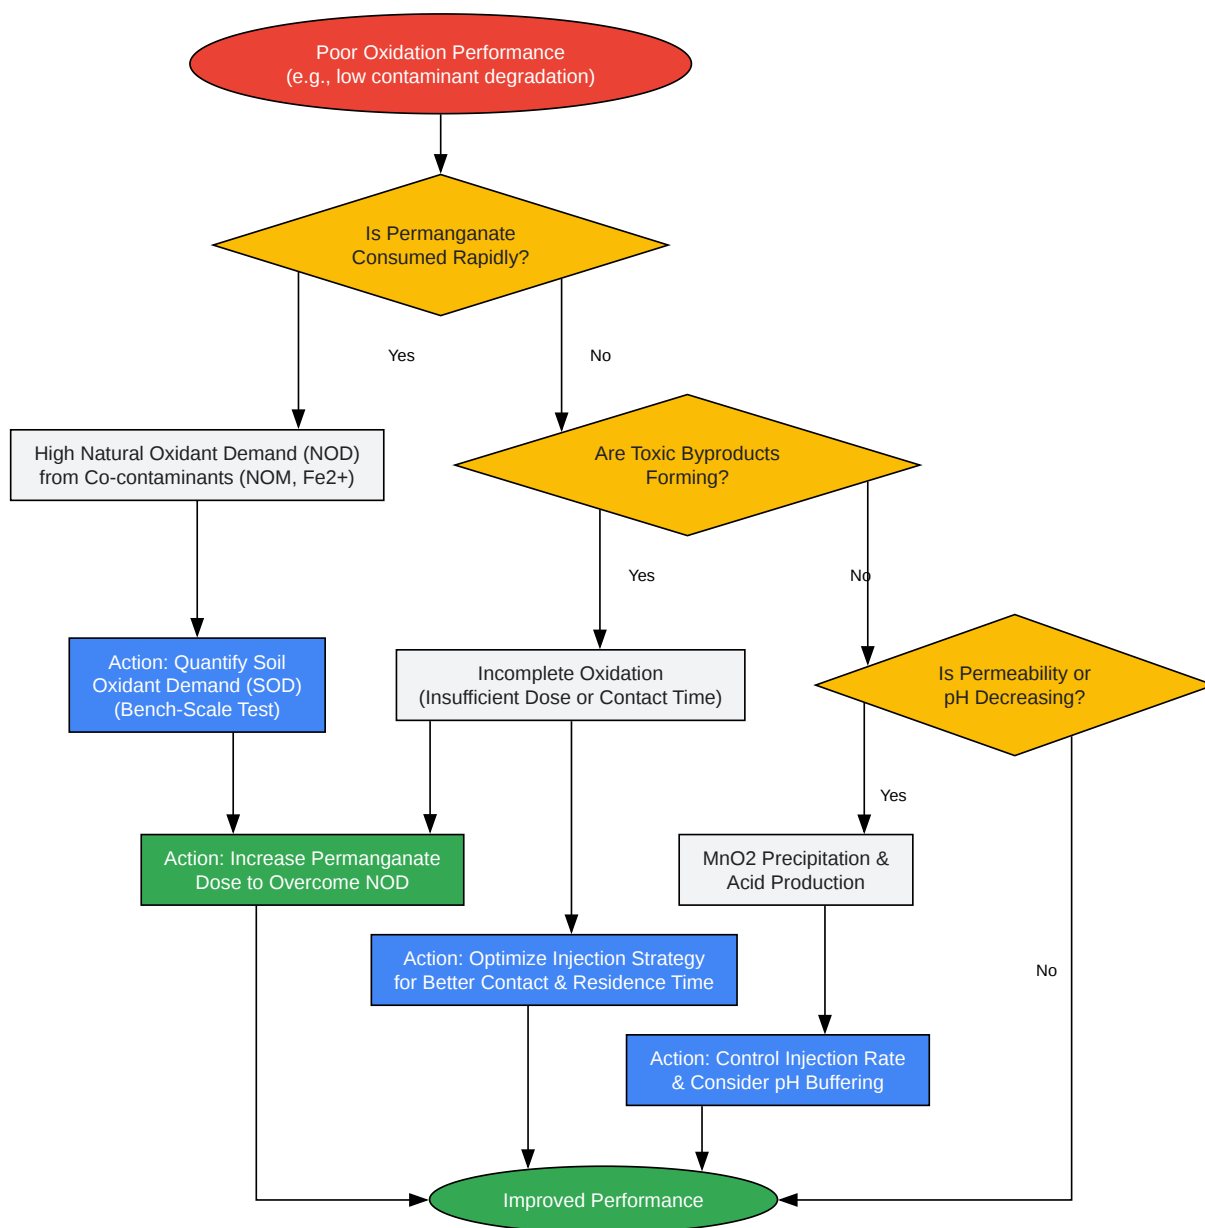 Poor Oxidation Performance
(e.g., low contaminant degradation)
Is Permanganate
Consumed Rapidly?
Yes
No
High Natural Oxidant Demand (NOD)
from Co-contaminants (NOM, Fe2+)
Are Toxic Byproducts
Forming?
Yes
No
Action: Quantify Soil
Oxidant Demand (SOD)
(Bench-Scale Test)
Incomplete Oxidation
(Insufficient Dose or Contact Time)
Is Permeability or
pH Decreasing?
Yes
Action: Increase Permanganate
Dose to Overcome NOD
MnO2 Precipitation &
Acid Production
Action: Optimize Injection Strategy
for Better Contact & Residence Time
No
Action: Control Injection Rate
& Consider pH Buffering
Improved Performance